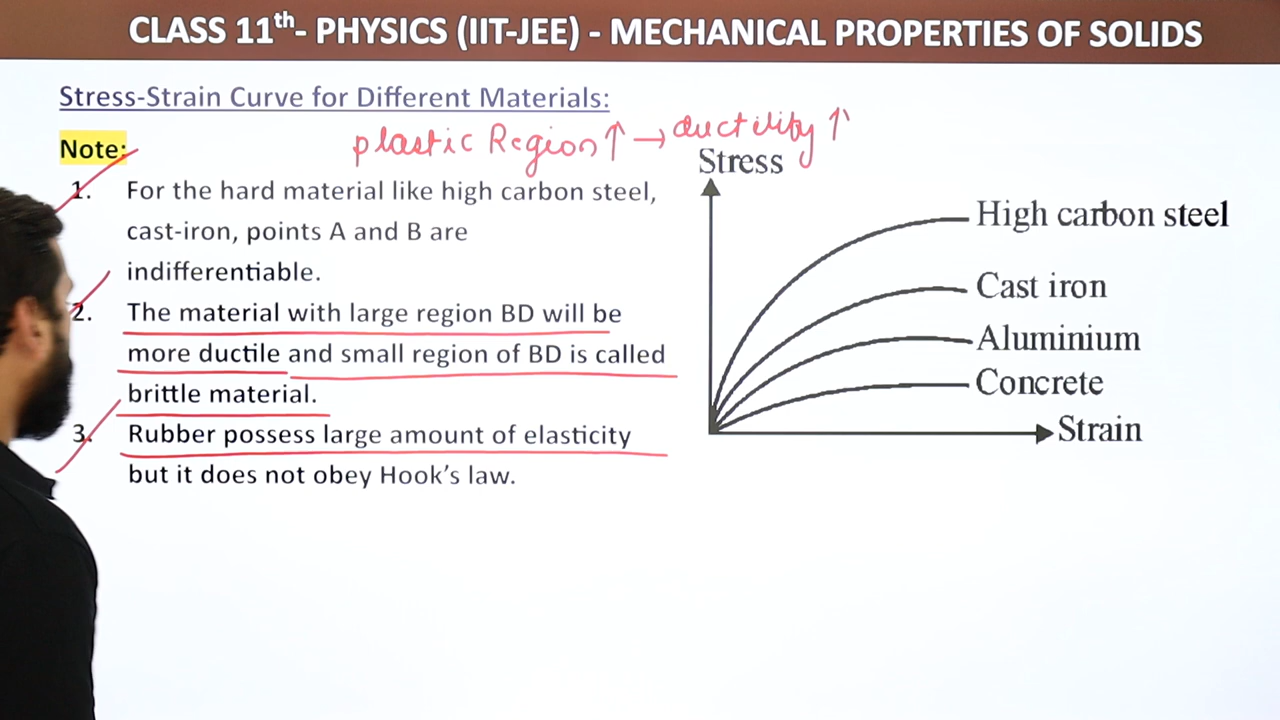 CLASS 11th- PHYSICS (IIT-JEE) - MECHANICAL PROPERTIES OF SOLIDS
Stress-Strain Curve for Different Materials:
plastic Region ↑ → ductility ↑
Note:
1. For the hard material like high carbon steel,
cast-iron, points A and B are
indifferentiable.
2. The material with large region BD will be
more ductile and small region of BD is called
brittle material.
3. Rubber possess large amount of elasticity
but it does not obey Hook’s law.
Stress
High carbon steel
Cast iron
Aluminium
Concrete
Strain